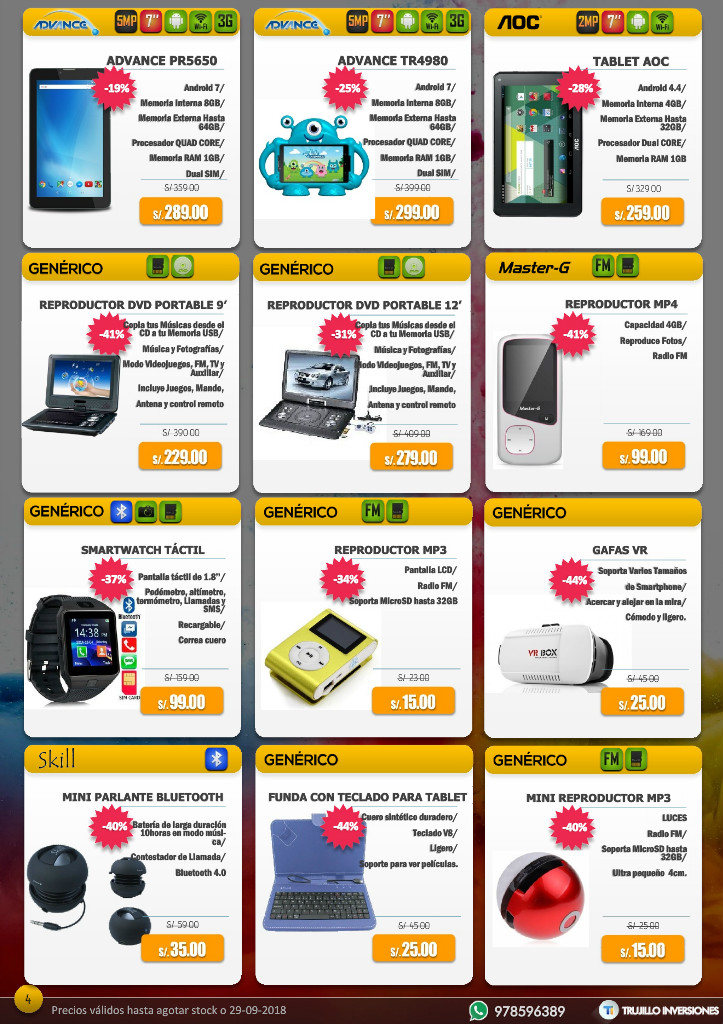 ADVANCE 5MP 7" Wi-Fi 3G
ADVANCE PR5650
-19%
Android 7/
Memoria Interna 8GB/
Memoria Externa Hasta
64GB/
Procesador QUAD CORE/
Memoria RAM 1GB/
Dual SIM/
S/ 359.00
S/.289.00
ADVANCE 5MP 7" Wi-Fi 3G
ADVANCE TR4980
-25%
Android 7/
Memoria Interna 8GB/
Memoria Externa Hasta
64GB/
Procesador QUAD CORE/
Memoria RAM 1GB/
Dual SIM/
S/ 399.00
S/.299.00
AOC 2MP 7" Wi-Fi
TABLET AOC
-28%
Android 4.4/
Memoria Interna 4GB/
Memoria Externa Hasta
32GB/
Procesador Dual CORE/
Memoria RAM 1GB
AOC
S/ 329.00
S/.259.00
GENÉRICO
REPRODUCTOR DVD PORTABLE 9’
-41%
Copia tus Músicas desde el
CD a tu Memoria USB/
Música y Fotografías/
Modo Videojuegos, FM, TV y
Auxiliar/
Incluye Juegos, Mando,
Antena y control remoto
S/ 390.00
S/.229.00
GENÉRICO
REPRODUCTOR DVD PORTABLE 12’
-31%
Copia tus Músicas desde el
CD a tu Memoria USB/
Música y Fotografías/
Modo Videojuegos, FM, TV y
Auxiliar/
Incluye Juegos, Mando,
Antena y control remoto
S/ 409.00
S/.279.00
Master-G FM
REPRODUCTOR MP4
-41%
Capacidad 4GB/
Reproduce Fotos/
Radio FM
Master-G
S/ 169.00
S/.99.00
GENÉRICO
SMARTWATCH TÁCTIL
-37%
Pantalla táctil de 1.8”/
Podómetro, altímetro,
termómetro, Llamadas y
SMS/
Recargable/
Correa cuero
Bluetooth
14:38
SIM CARD
S/ 159.00
S/.99.00
GENÉRICO FM
REPRODUCTOR MP3
-34%
Pantalla LCD/
Radio FM/
Soporta MicroSD hasta 32GB
S/ 23.00
S/.15.00
GENÉRICO
GAFAS VR
-44%
Soporta Varios Tamaños
de Smartphone/
Acercar y alejar en la mira/
Cómodo y ligero.
VR BOX
S/ 45.00
S/.25.00
Skill
MINI PARLANTE BLUETOOTH
-40%
Batería de larga duración
10horas en modo músi-
ca/
Contestador de Llamada/
Bluetooth 4.0
S/ 59.00
S/.35.00
GENÉRICO
FUNDA CON TECLADO PARA TABLET
-44%
Cuero sintético duradero/
Teclado V8/
Ligero/
Soporte para ver películas.
S/ 45.00
S/.25.00
GENÉRICO FM
MINI REPRODUCTOR MP3
-40%
LUCES
Radio FM/
Soporta MicroSD hasta
32GB/
Ultra pequeño 4cm.
S/ 25.00
S/.15.00
4
Precios válidos hasta agotar stock o 29-09-2018
978596389
TRUJILLO INVERSIONES